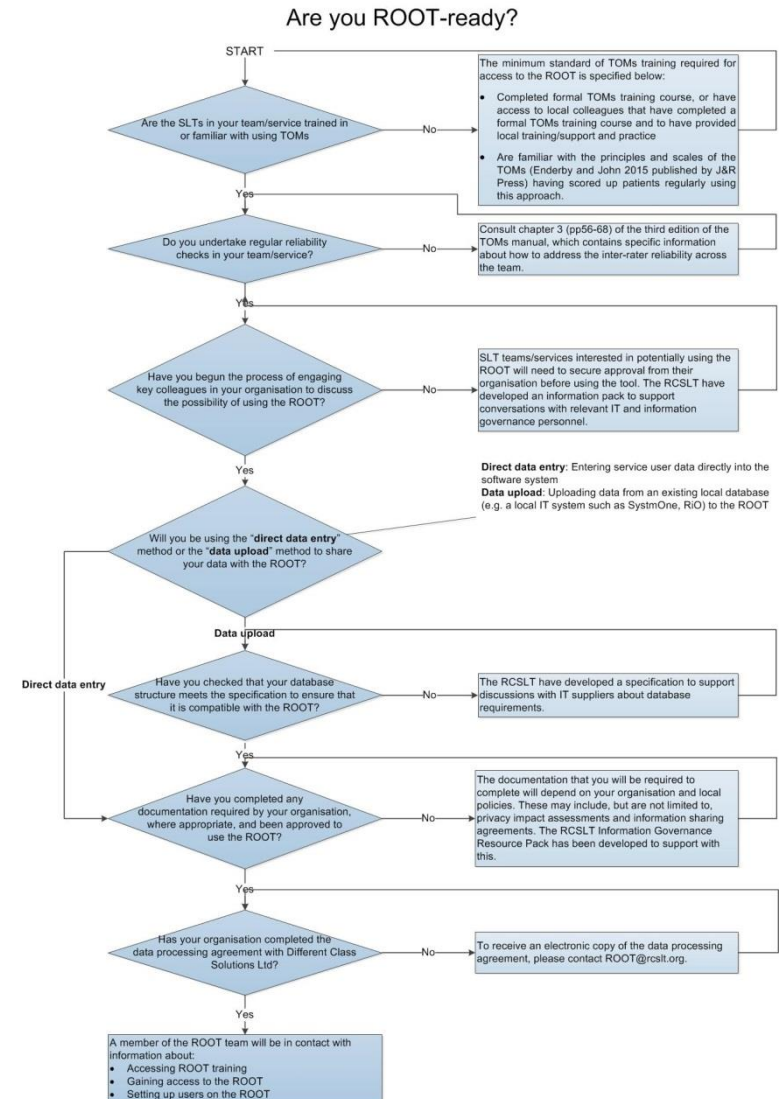 Are you ROOT-ready?
START
Are the SLTs in your team/service trained in
or familiar with using TOMs
No
The minimum standard of TOMs training required for
access to the ROOT is specified below:
• Completed formal TOMs training course, or have
access to local colleagues that have completed a
formal TOMs training course and to have provided
local training/support and practice
• Are familiar with the principles and scales of the
TOMs (Enderby and John 2015 published by J&R
Press) having scored up patients regularly using
this approach.
Yes
Do you undertake regular reliability
checks in your team/service?
No
Consult chapter 3 (pp56-68) of the third edition of the
TOMs manual, which contains specific information
about how to address the inter-rater reliability across
the team.
Yes
Have you begun the process of engaging
key colleagues in your organisation to discuss
the possibility of using the ROOT?
No
SLT teams/services interested in potentially using the
ROOT will need to secure approval from their
organisation before using the tool. The RCSLT have
developed an information pack to support
conversations with relevant IT and information
governance personnel.
Yes
Direct data entry: Entering service user data directly into the
software system
Data upload: Uploading data from an existing local database
(e.g. a local IT system such as SystmOne, RiO) to the ROOT
Will you be using the “direct data entry”
method or the “data upload” method to share
your data with the ROOT?
Data upload
Direct data entry
Have you checked that your database
structure meets the specification to ensure that
it is compatible with the ROOT?
No
The RCSLT have developed a specification to support
discussions with IT suppliers about database
requirements.
Yes
Have you completed any
documentation required by your organisation,
where appropriate, and been approved to
use the ROOT?
No
The documentation that you will be required to
complete will depend on your organisation and local
policies. These may include, but are not limited to,
privacy impact assessments and information sharing
agreements. The RCSLT Information Governance
Resource Pack has been developed to support with
this.
Yes
Has your organisation completed the
data processing agreement with Different Class
Solutions Ltd?
No
To receive an electronic copy of the data processing
agreement, please contact ROOT@rcslt.org.
Yes
A member of the ROOT team will be in contact with
information about:
• Accessing ROOT training
• Gaining access to the ROOT
• Setting up users on the ROOT